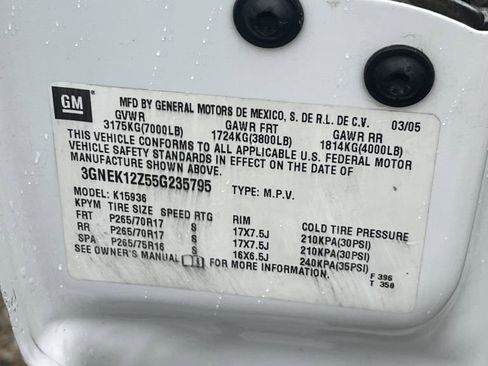 GM
MFD BY GENERAL MOTORS DE MEXICO, S. DE R.L. DE C.V. 03/05
GVWR GAWR FRT GAWR RR
3175KG(7000LB) 1724KG(3800LB) 1814KG(4000LB)
THIS VEHICLE CONFORMS TO ALL APPLICABLE U.S. FEDERAL MOTOR
VEHICLE SAFETY STANDARDS IN EFFECT ON THE DATE OF
MANUFACTURE SHOWN ABOVE.
3GNEK12Z55G235795 TYPE: M.P.V.
MODEL: K15936
KPYM TIRE SIZE SPEED RTG RIM COLD TIRE PRESSURE
FRT P265/70R17 S 17X7.5J 210KPA(30PSI)
RR P265/70R17 S 17X7.5J 210KPA(30PSI)
SPA P265/75R16 S 16X6.5J 240KPA(35PSI)
SEE OWNER'S MANUAL FOR MORE INFORMATION.
F 396
T 358